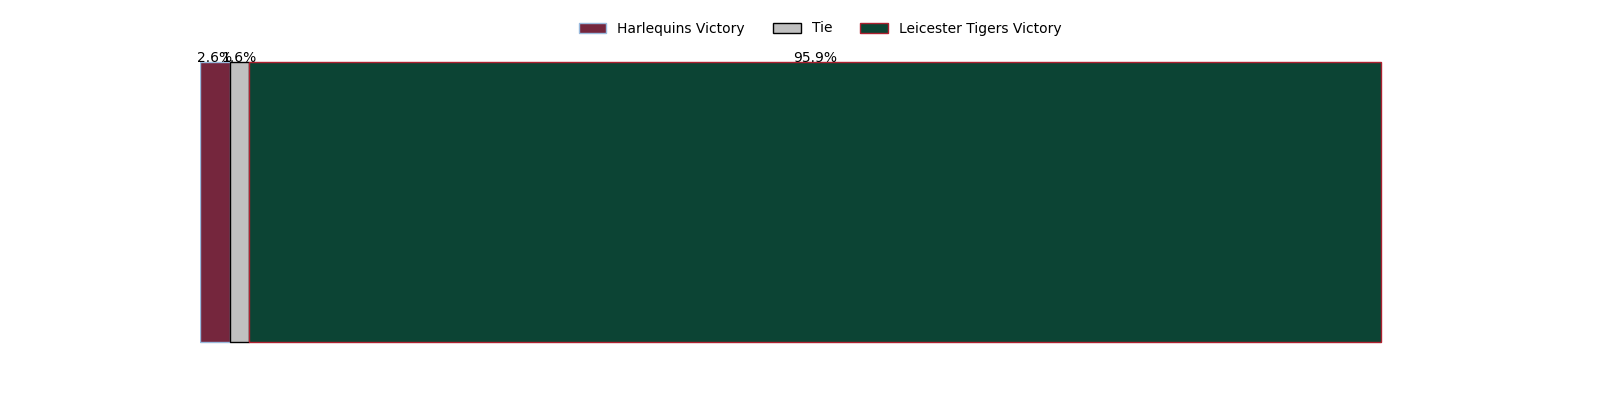 Harlequins Victory Tie Leicester Tigers Victory
2.6% 1.6% 95.9%